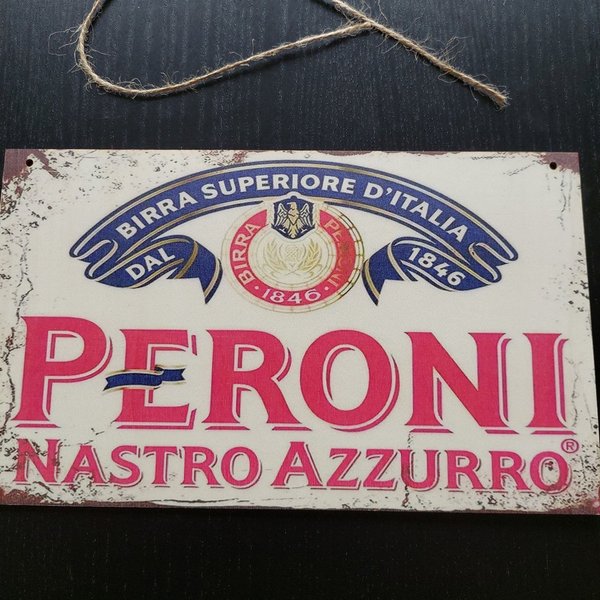 BIRRA SUPERIORE D'ITALIA
DAL 1846
BIRRA PERONI
·1846·
PERONI
NASTRO AZZURRO®